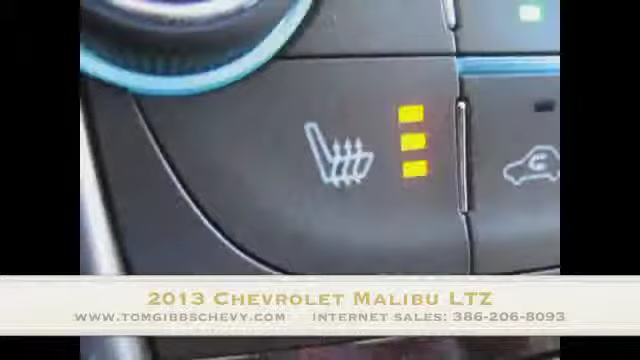 2013 CHEVROLET MALIBU LTZ
WWW.TOMGIBBSCHEVY.COM INTERNET SALES: 386-206-8093